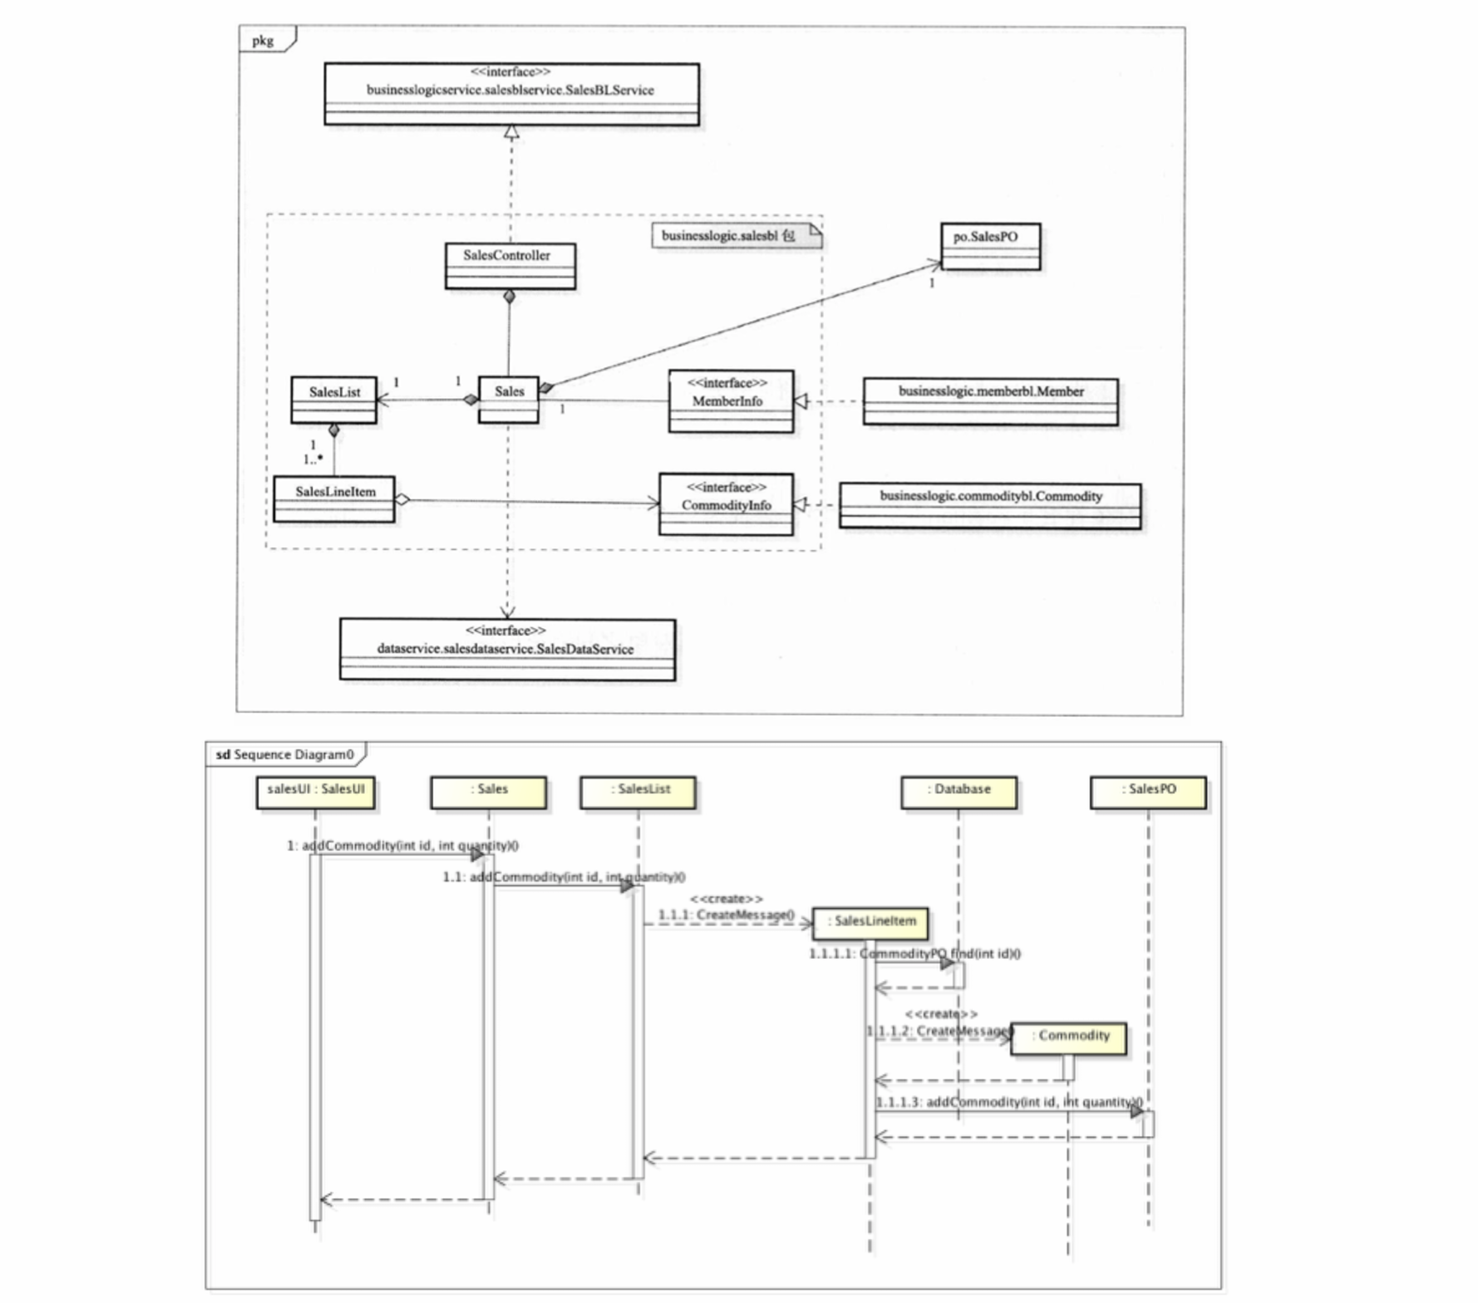 pkg
<<interface>>
businesslogicservice.salesblservice.SalesBLService
businesslogic.salesbl 包
po.SalesPO
SalesController
1
SalesList
1
1
Sales
1
<<interface>>
MemberInfo
businesslogic.memberbl.Member
1
1..*
SalesLineItem
<<interface>>
CommodityInfo
businesslogic.commoditybl.Commodity
<<interface>>
dataservice.salesdataservice.SalesDataService
sd Sequence Diagram0
salesUI : SalesUI
: Sales
: SalesList
: Database
: SalesPO
1: addCommodity(int id, int quantity)()
1.1: addCommodity(int id, int quantity)()
<<create>>
1.1.1: CreateMessage()
: SalesLineItem
1.1.1.1: CommodityPO find(int id)()
<<create>>
1.1.1.2: CreateMessage()
: Commodity
1.1.1.3: addCommodity(int id, int quantity)()